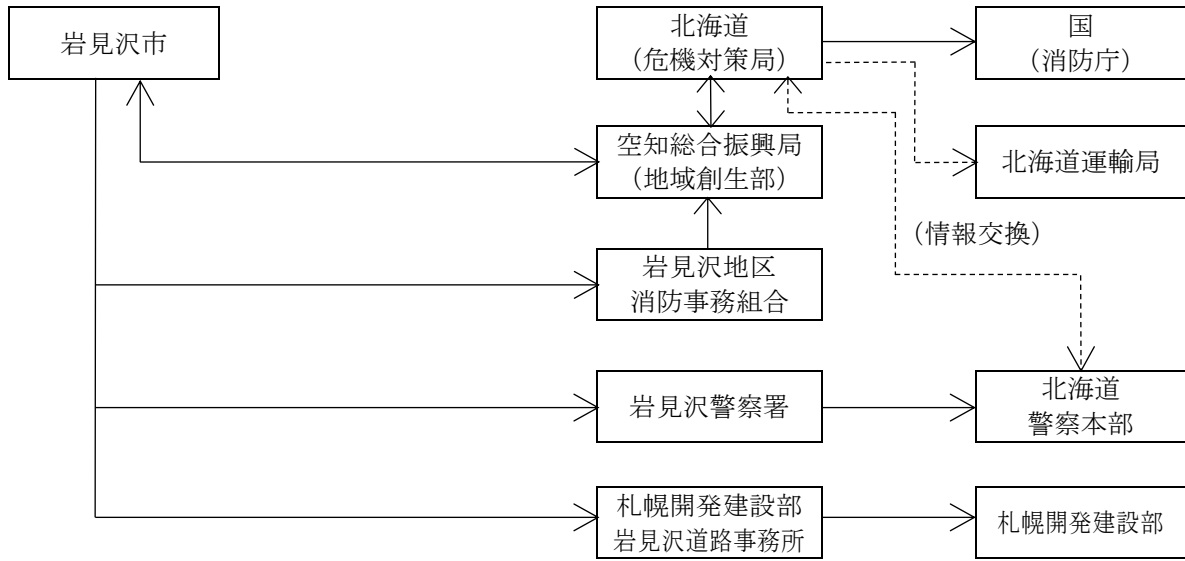 岩見沢市
北海道
(危機対策局)
国
(消防庁)
空知総合振興局
(地域創生部)
北海道運輸局
(情報交換)
岩見沢地区
消防事務組合
岩見沢警察署
北海道
警察本部
札幌開発建設部
岩見沢道路事務所
札幌開発建設部